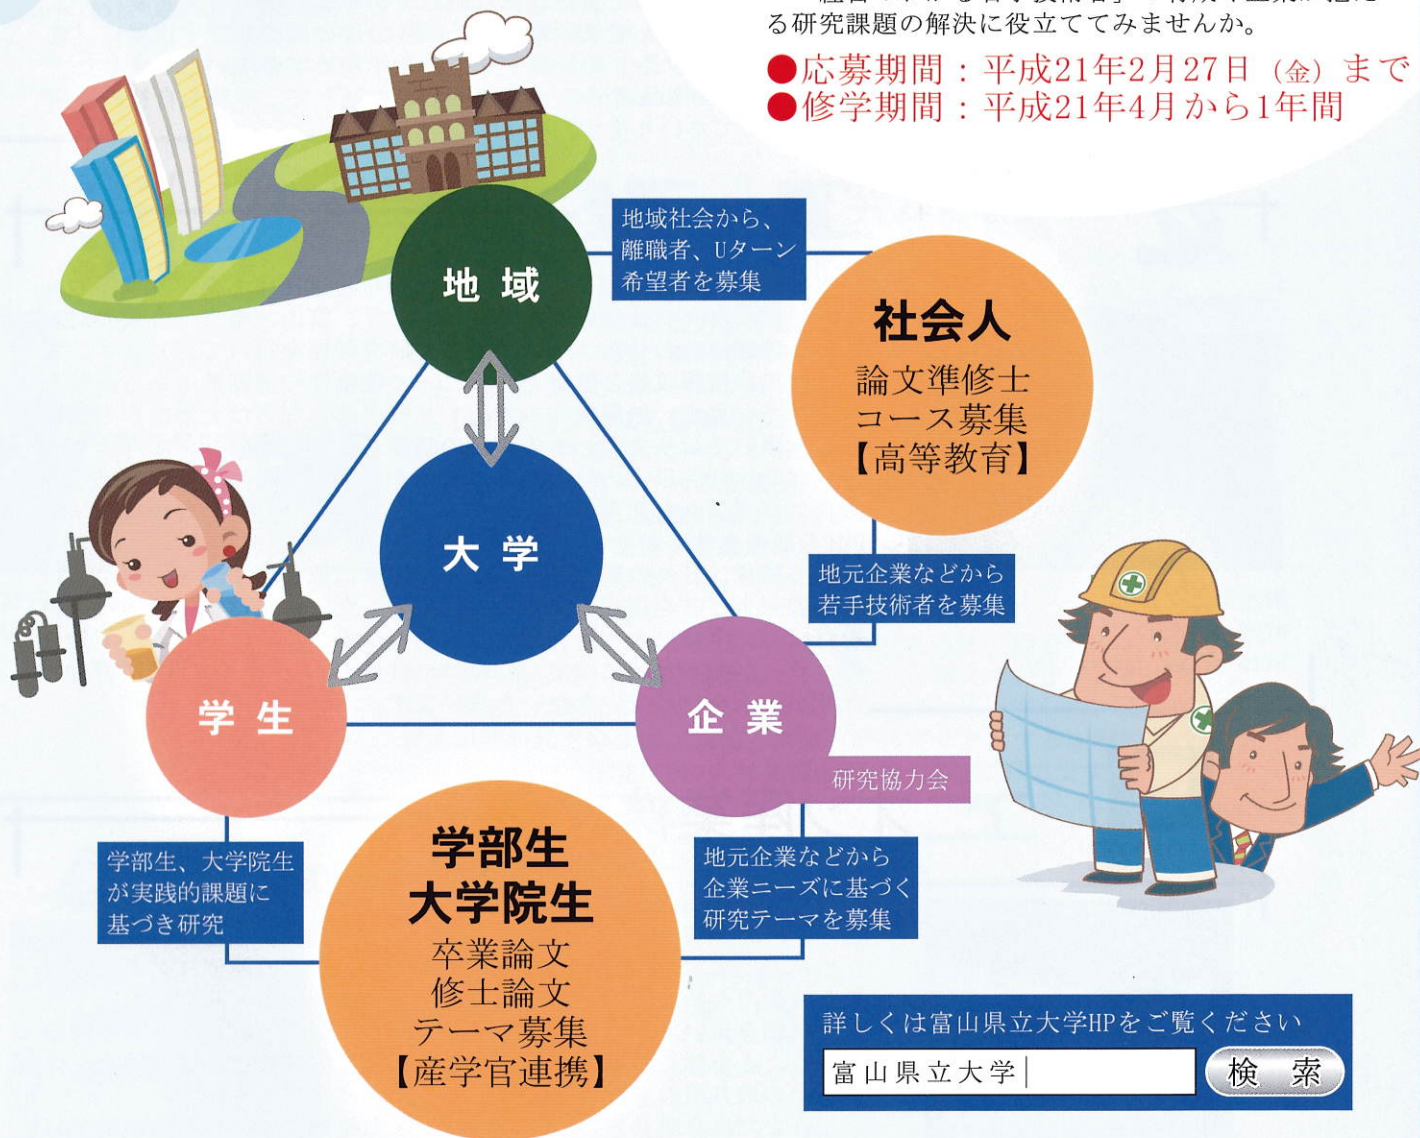 る研究課題の解決に役立ててみませんか。
●応募期間：平成21年2月27日（金）まで
●修学期間：平成21年4月から1年間
地域
地域社会から、
離職者、Uターン
希望者を募集
社会人
論文準修士
コース募集
【高等教育】
大学
地元企業などから
若手技術者を募集
学生
企業
研究協力会
学部生、大学院生
が実践的課題に
基づき研究
学部生
大学院生
卒業論文
修士論文
テーマ募集
【産学官連携】
地元企業などから
企業ニーズに基づく
研究テーマを募集
詳しくは富山県立大学HPをご覧ください
富山県立大学
検索